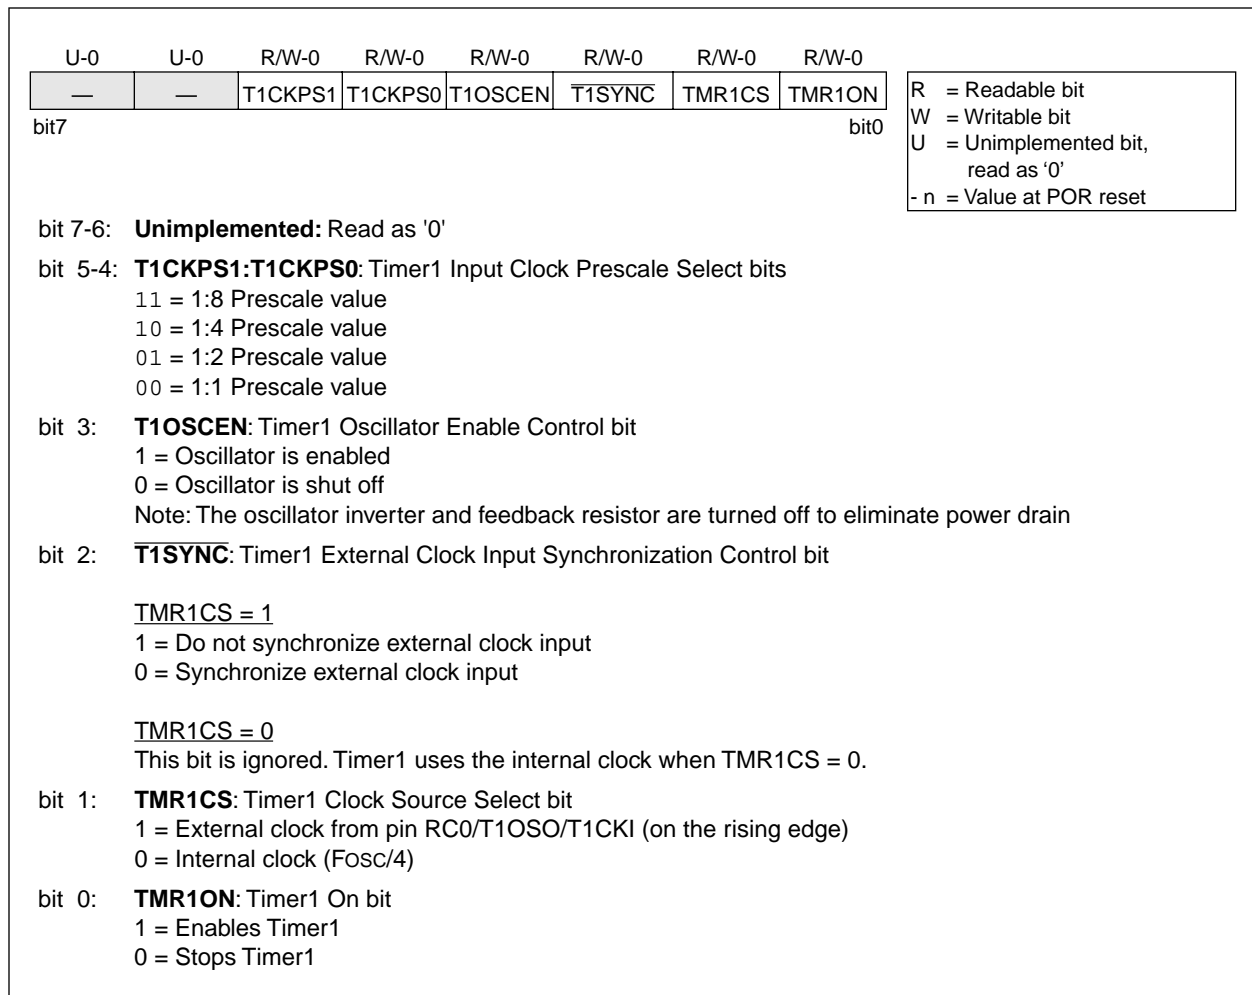 U-0 U-0 R/W-0 R/W-0 R/W-0 R/W-0 R/W-0 R/W-0
— — T1CKPS1 T1CKPS0 T1OSCEN T1SYNC TMR1CS TMR1ON
bit7 bit0
R = Readable bit
W = Writable bit
U = Unimplemented bit,
read as ‘0’
- n = Value at POR reset
bit 7-6: Unimplemented: Read as '0'
bit 5-4: T1CKPS1:T1CKPS0: Timer1 Input Clock Prescale Select bits
11 = 1:8 Prescale value
10 = 1:4 Prescale value
01 = 1:2 Prescale value
00 = 1:1 Prescale value
bit 3: T1OSCEN: Timer1 Oscillator Enable Control bit
1 = Oscillator is enabled
0 = Oscillator is shut off
Note: The oscillator inverter and feedback resistor are turned off to eliminate power drain
bit 2: T1SYNC: Timer1 External Clock Input Synchronization Control bit
TMR1CS = 1
1 = Do not synchronize external clock input
0 = Synchronize external clock input
TMR1CS = 0
This bit is ignored. Timer1 uses the internal clock when TMR1CS = 0.
bit 1: TMR1CS: Timer1 Clock Source Select bit
1 = External clock from pin RC0/T1OSO/T1CKI (on the rising edge)
0 = Internal clock (FOSC/4)
bit 0: TMR1ON: Timer1 On bit
1 = Enables Timer1
0 = Stops Timer1